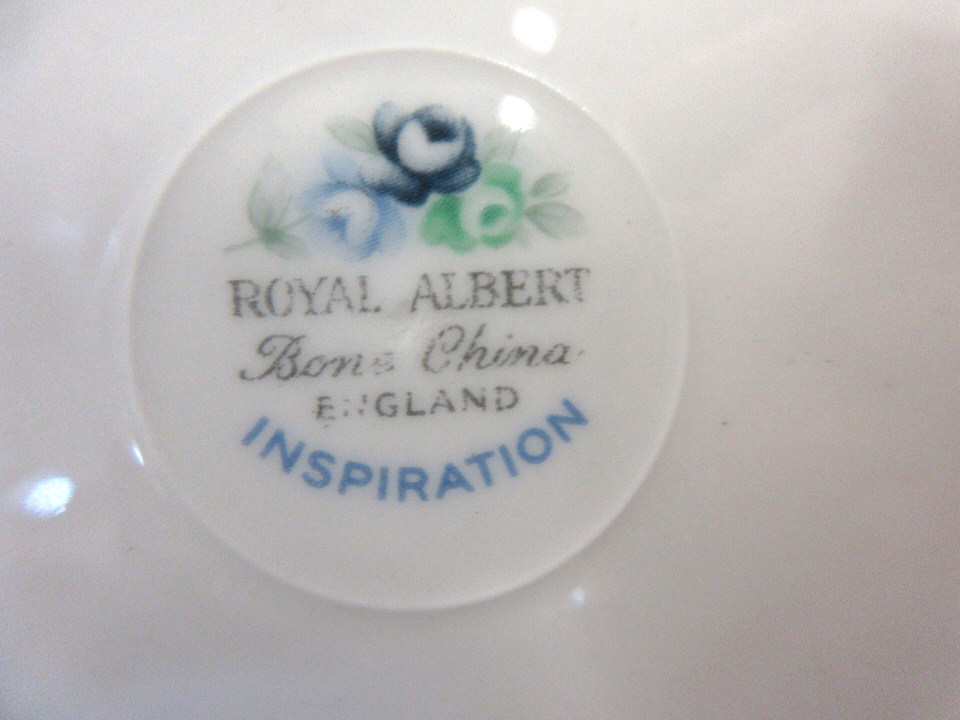 ROYAL ALBERT
Bone China
ENGLAND
INSPIRATION